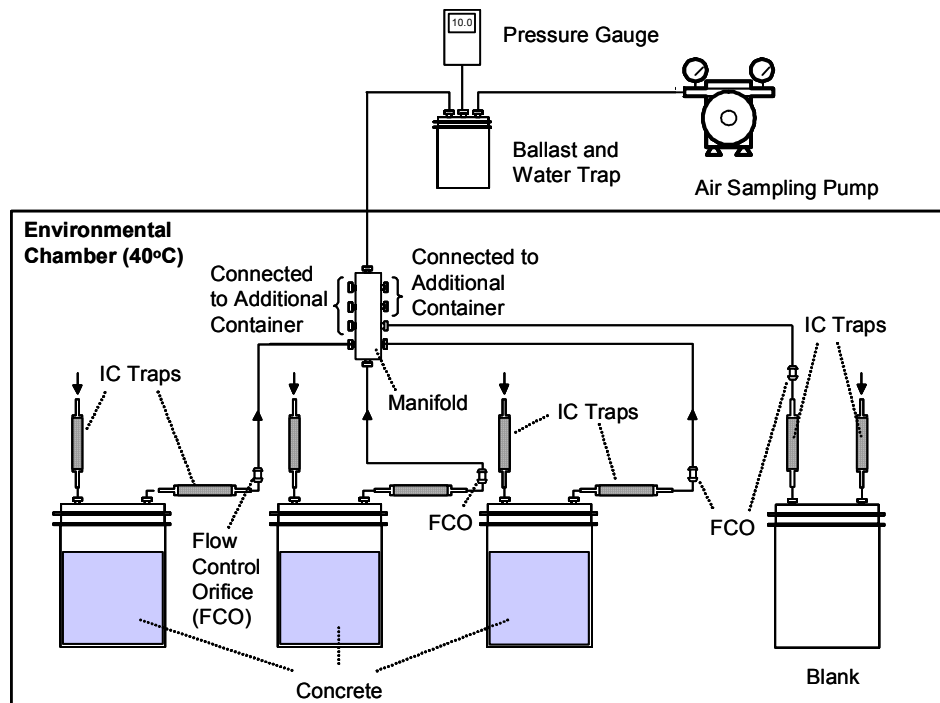 10.0
Pressure Gauge
Ballast and
Water Trap
Air Sampling Pump
Environmental
Chamber (40oC)
Connected
to Additional
Container
Connected to
Additional
Container
IC Traps
IC Traps
Manifold
IC Traps
Flow
Control
Orifice
(FCO)
FCO
FCO
Concrete
Blank